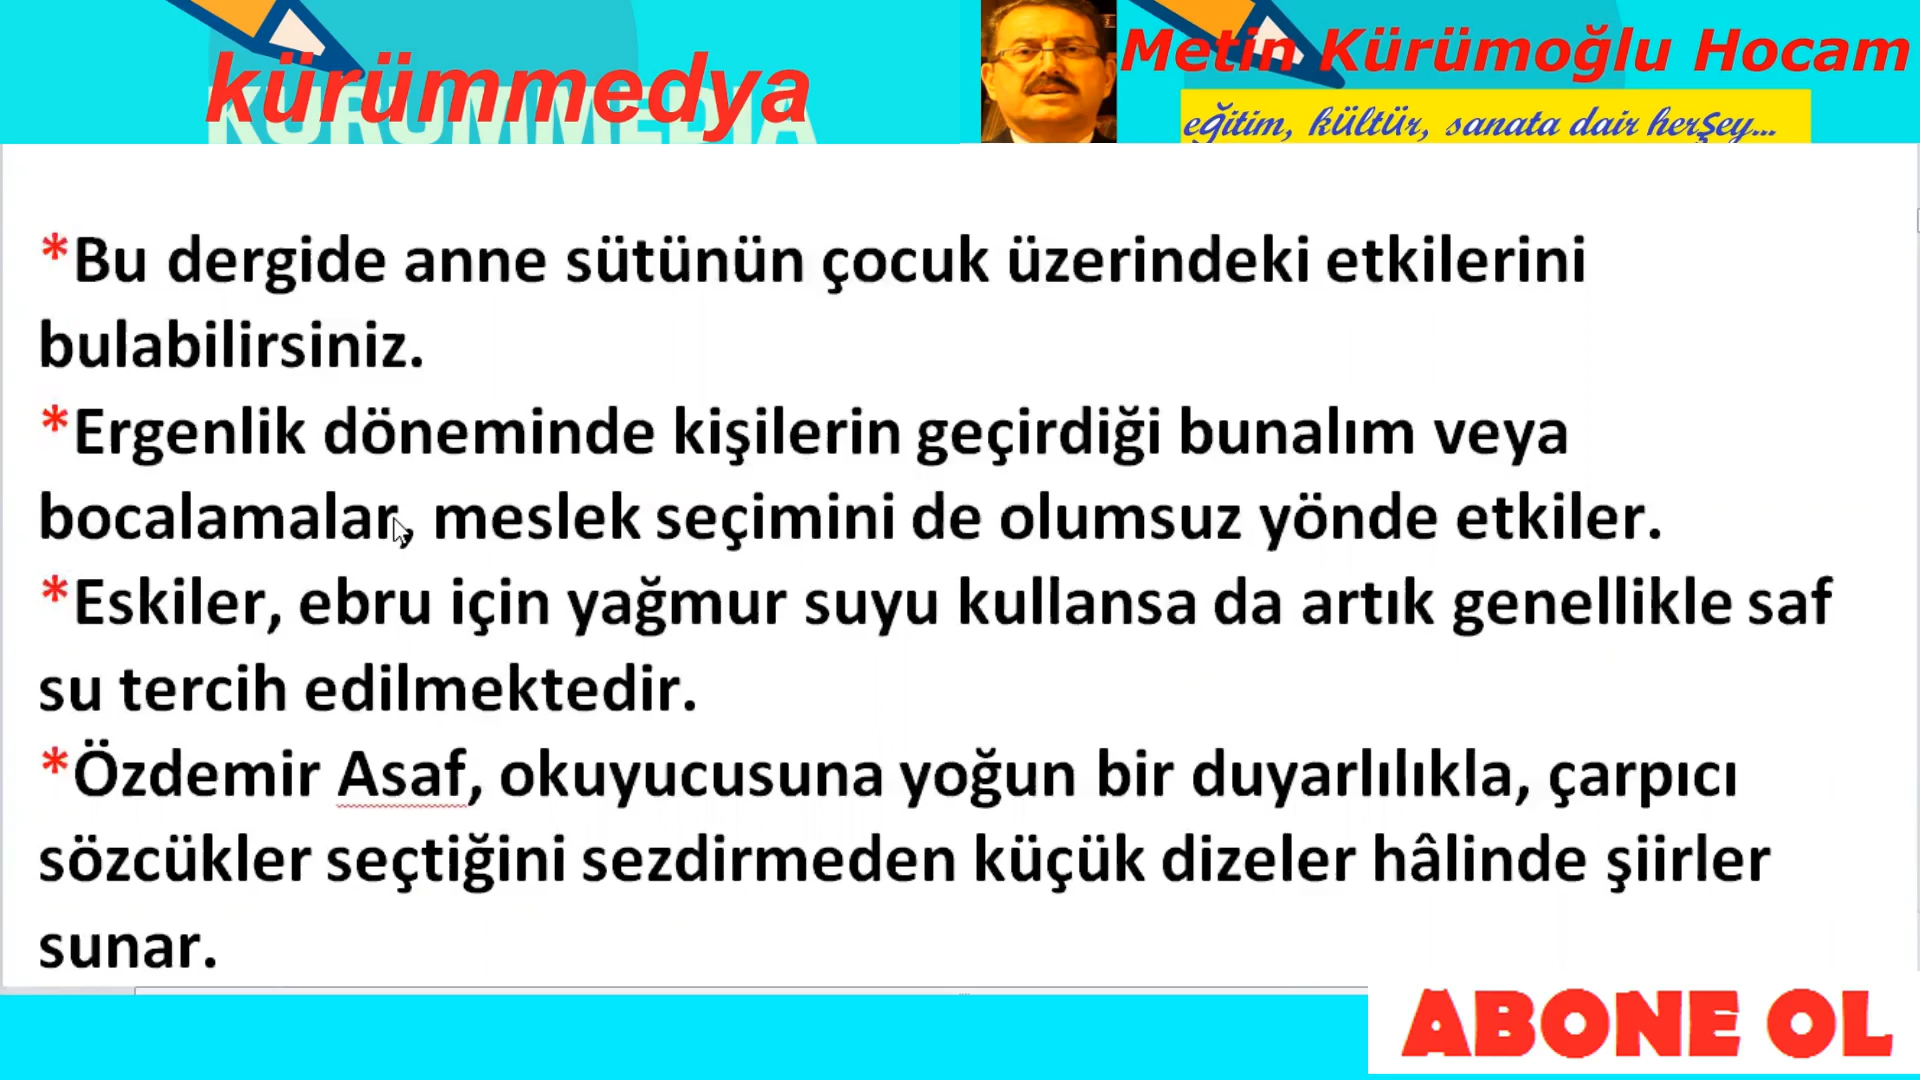 kürümmedya
KÜRÜMMEDIA
Metin Kürümoğlu Hocam
eğitim, kültür, sanata dair herşey...
*Bu dergide anne sütünün çocuk üzerindeki etkilerini
bulabilirsiniz.
*Ergenlik döneminde kişilerin geçirdiği bunalım veya
bocalamalar, meslek seçimini de olumsuz yönde etkiler.
*Eskiler, ebru için yağmur suyu kullansa da artık genellikle saf
su tercih edilmektedir.
*Özdemir Asaf, okuyucusuna yoğun bir duyarlılıkla, çarpıcı
sözcükler seçtiğini sezdirmeden küçük dizeler hâlinde şiirler
sunar.
ABONE OL